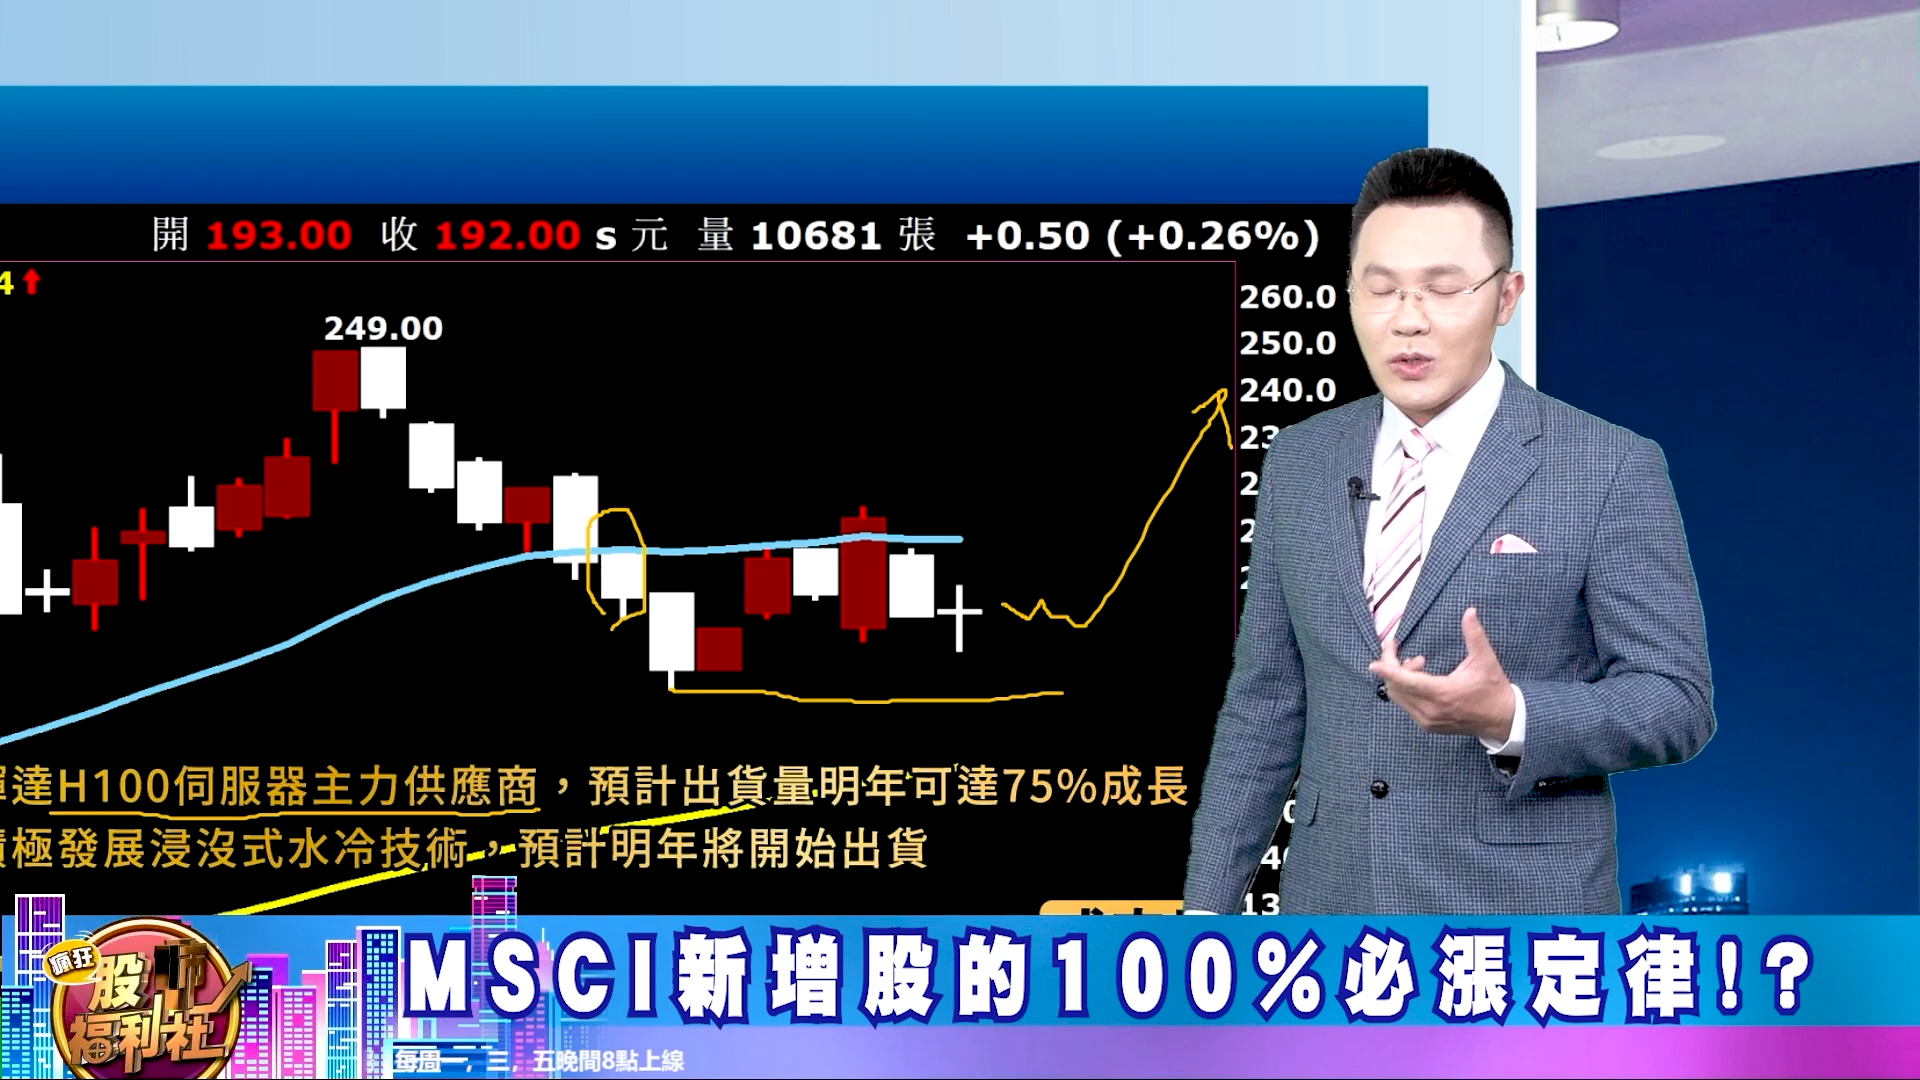 開 193.00 收 192.00 s 元 量 10681 張 +0.50 (+0.26%)
4
249.00
260.0
250.0
240.0
達H100伺服器主力供應商，預計出貨量明年可達75%成長
極發展浸沒式水冷技術，預計明年將開始出貨
瘋狂
股市
福利社
MSCI新增股的100%必漲定律!?
每周一，三，五晚間8點上線